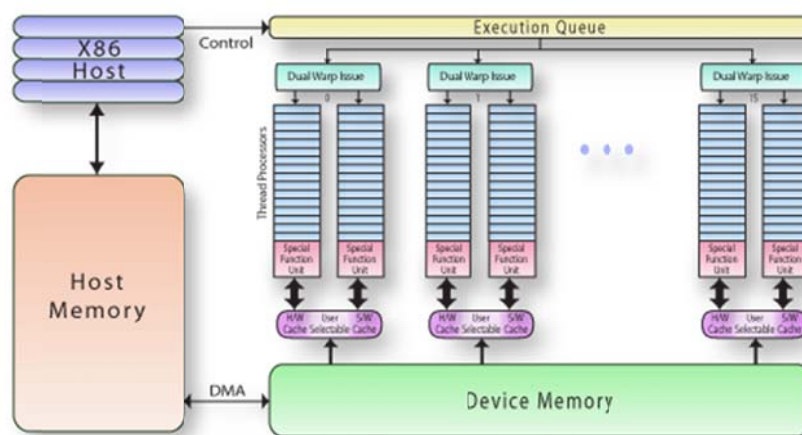 X86
Host
Control
Execution Queue
Dual Warp Issue
Dual Warp Issue
Dual Warp Issue
0
1
15
Thread Processors
Special
Function
Unit
Special
Function
Unit
Special
Function
Unit
Special
Function
Unit
Special
Function
Unit
Special
Function
Unit
H/W User S/W
Cache Selectable Cache
H/W User S/W
Cache Selectable Cache
H/W User S/W
Cache Selectable Cache
Host
Memory
DMA
Device Memory